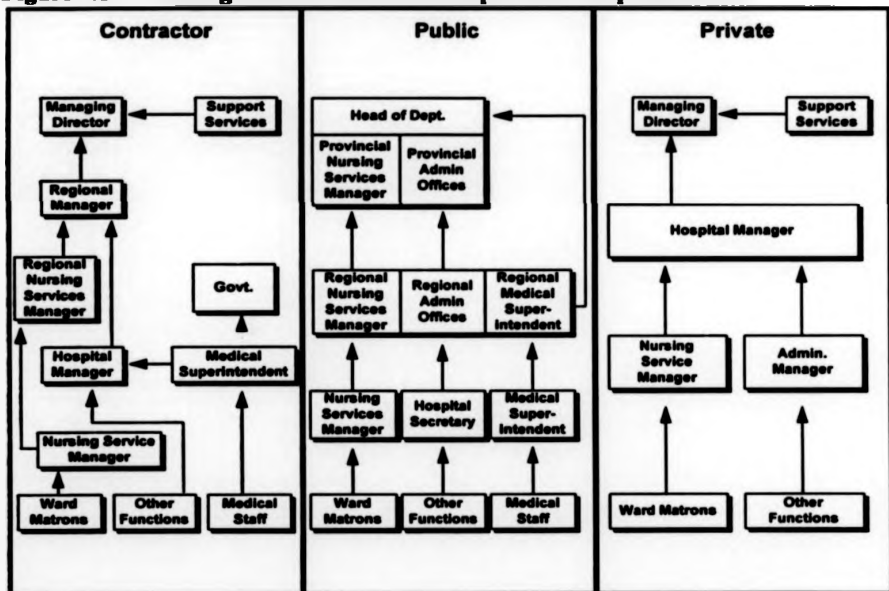 Contractor
Managing
Director
Support
Services
Regional
Manager
Regional
Nursing
Services
Manager
Govt.
Hospital
Manager
Medical
Superintendent
Nursing Service
Manager
Ward
Matrons
Other
Functions
Medical
Staff
Public
Head of Dept.
Provincial
Nursing
Services
Manager
Provincial
Admin
Offices
Regional
Nursing
Services
Manager
Regional
Admin
Offices
Regional
Medical
Super-
Intendent
Nursing
Services
Manager
Hospital
Secretary
Medical
Super-
Intendent
Ward
Matrons
Other
Functions
Medical
Staff
Private
Managing
Director
Support
Services
Hospital Manager
Nursing
Service
Manager
Admin.
Manager
Ward Matrons
Other
Functions